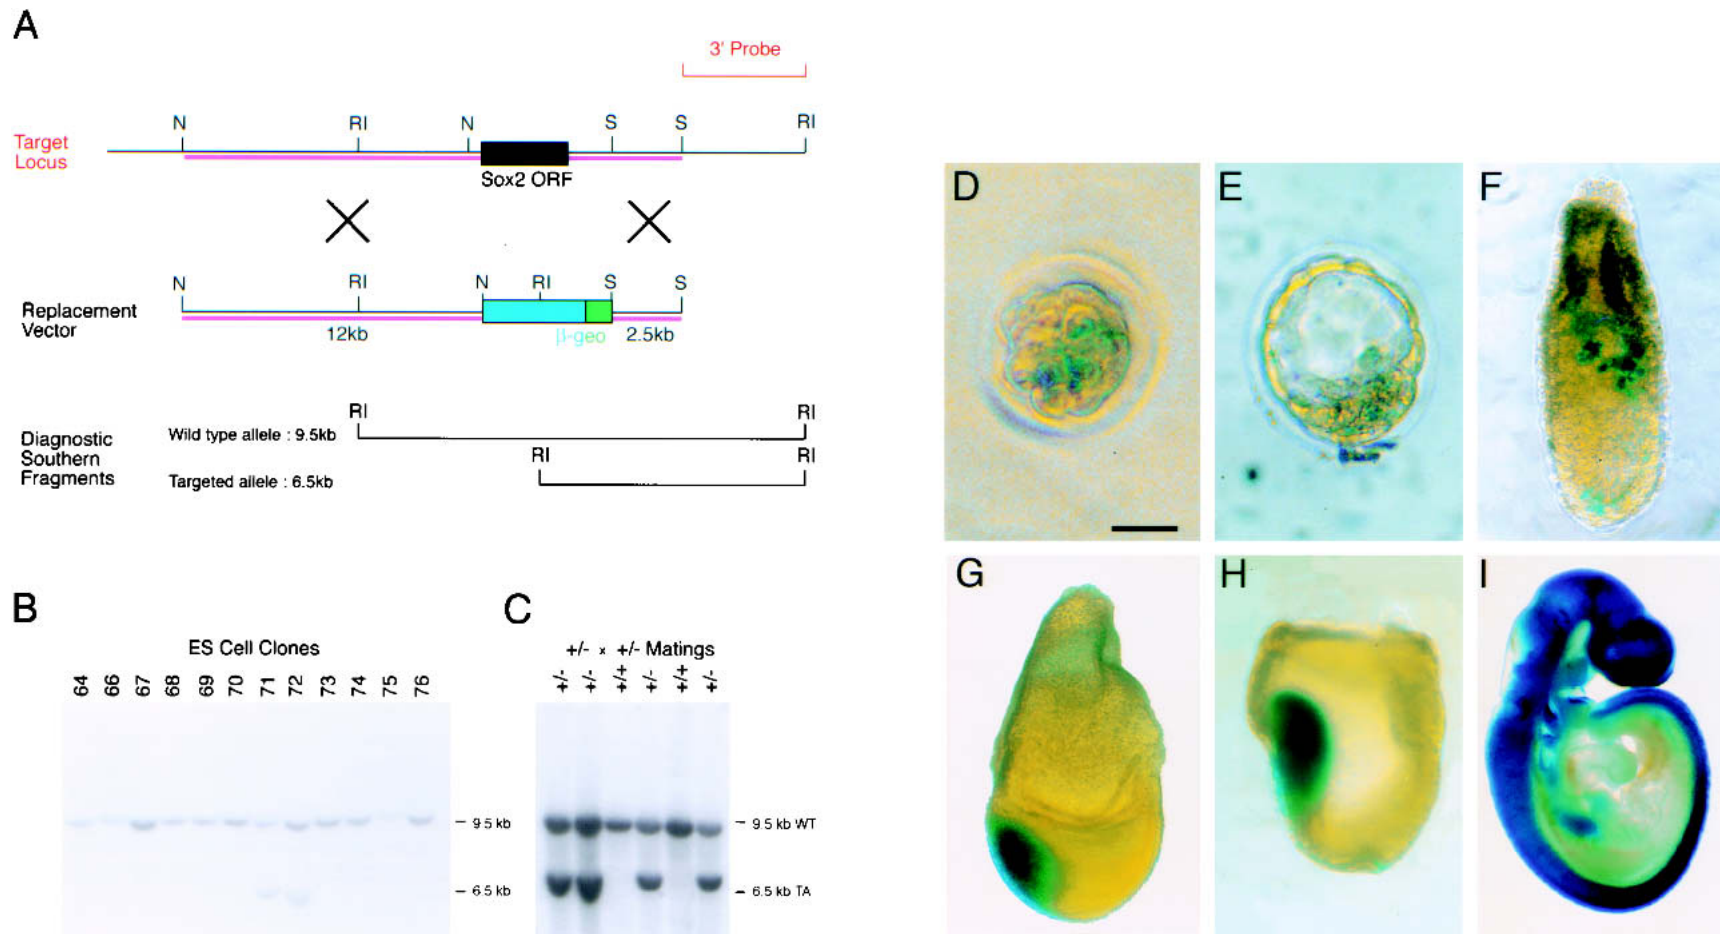 A
3' Probe
N RI N S S RI
Target
Locus
Sox2 ORF
N RI N RI S S
Replacement
Vector
12kb β-geo 2.5kb
RI RI
Diagnostic
Southern
Fragments
Wild type allele : 9.5kb
RI RI
Targeted allele : 6.5kb
B
ES Cell Clones
64 66 67 68 69 70 71 72 73 74 75 76
9.5 kb
6.5 kb
C
+/- x +/- Matings
+/- +/- +/+ +/- +/+ +/-
9.5 kb WT
6.5 kb TA
D E F
G H I